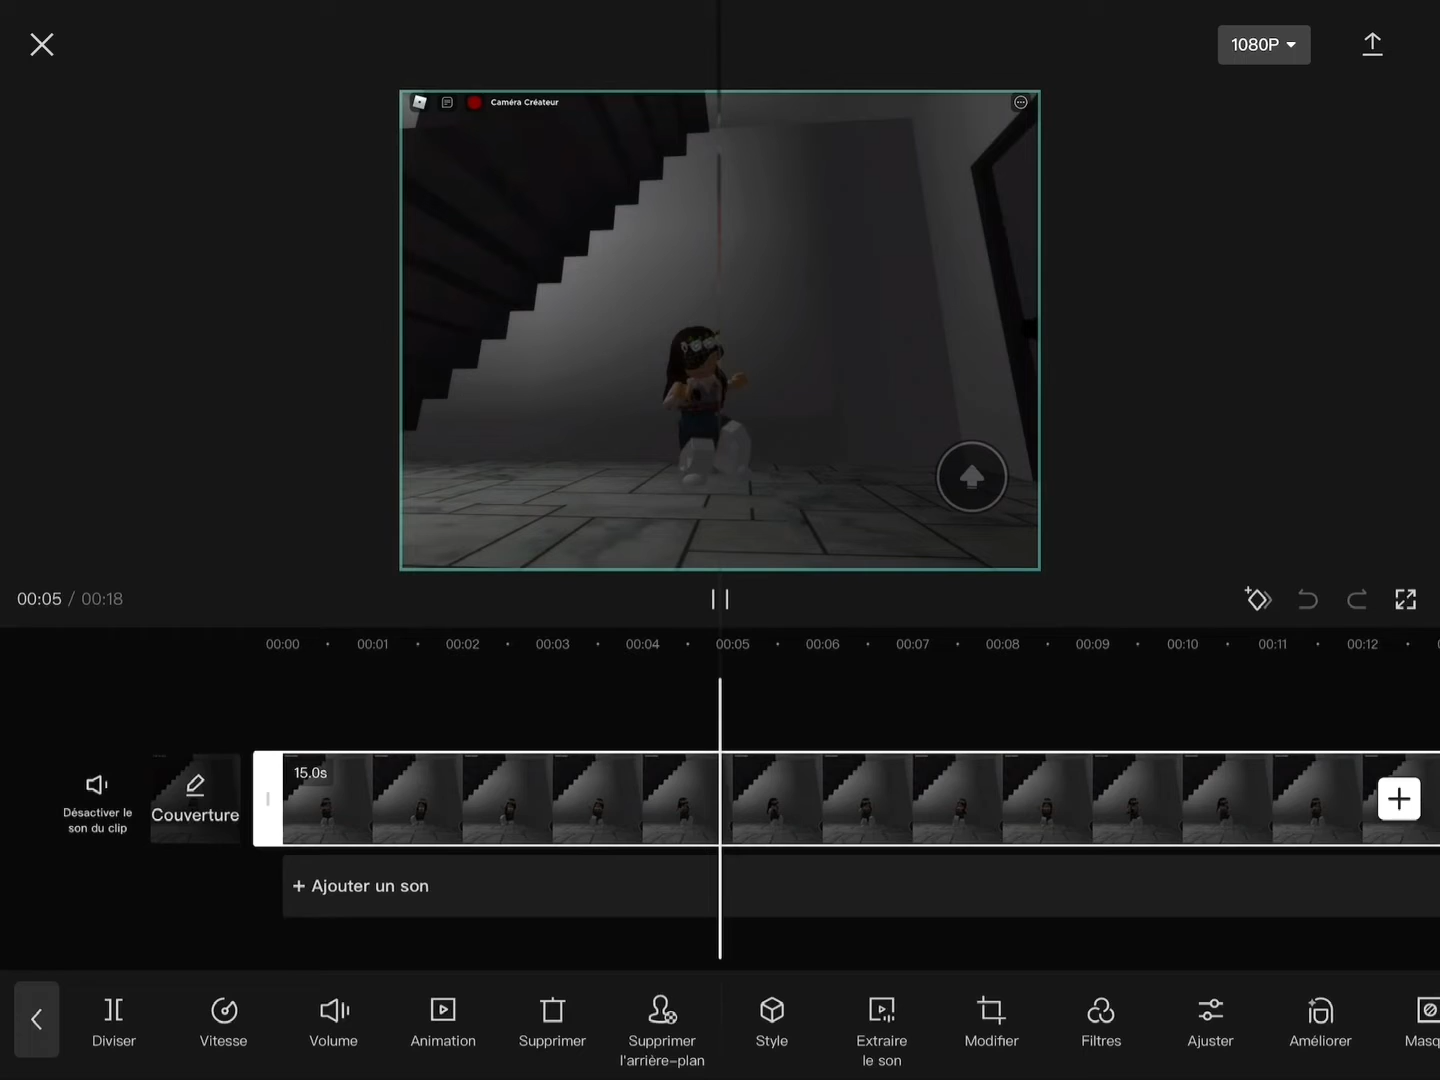 1080P
Caméra Créateur
00:05 / 00:18
00:00 00:01 00:02 00:03 00:04 00:05 00:06 00:07 00:08 00:09 00:10 00:11 00:12
15.0s
Désactiver le
son du clip
Couverture
+ Ajouter un son
Diviser
Vitesse
Volume
Animation
Supprimer
Supprimer
l'arrière-plan
Style
Extraire
le son
Modifier
Filtres
Ajuster
Améliorer
Masq